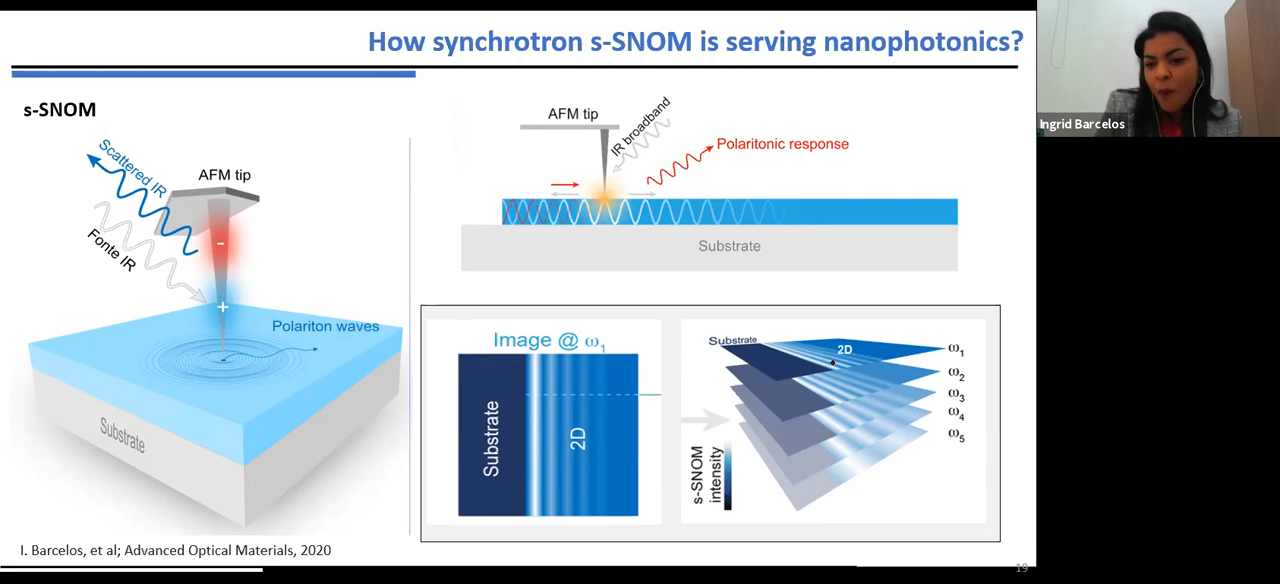 How synchrotron s-SNOM is serving nanophotonics?
Ingrid Barcelos
s-SNOM
Scattered IR
AFM tip
Fonte IR
-
+
Polariton waves
Substrate
AFM tip
IR broadband
Polaritonic response
Substrate
Image @ ω1
Substrate
2D
Substrate
2D
ω1
ω2
ω3
ω4
ω5
s-SNOM
intensity
I. Barcelos, et al; Advanced Optical Materials, 2020
19